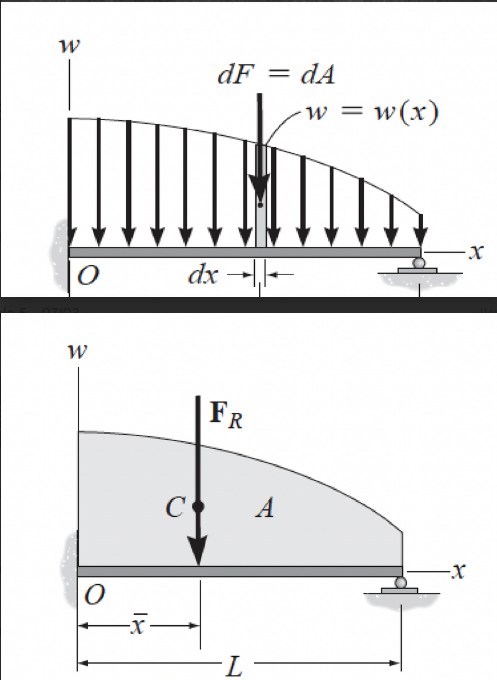 w
dF = dA
w = w(x)
x
O
dx
w
F_R
C
A
x
O
x̅
L